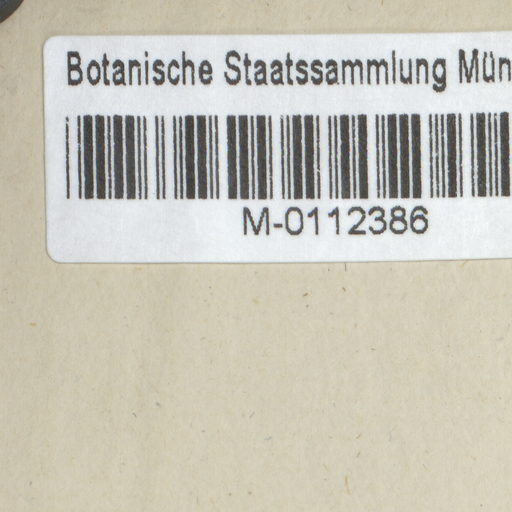 Botanische Staatssammlung Mün
M-0112386